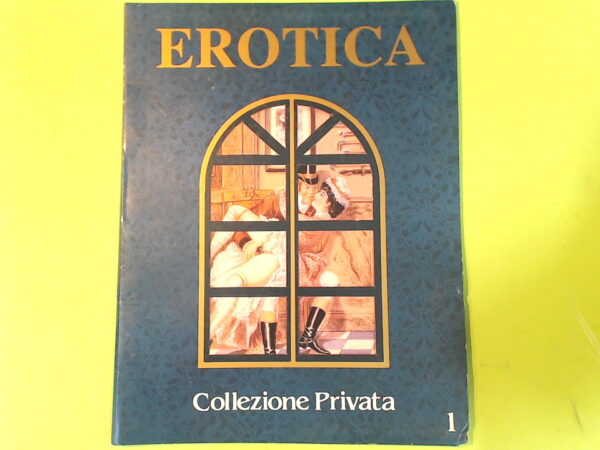 EROTICA
Collezione Privata
1